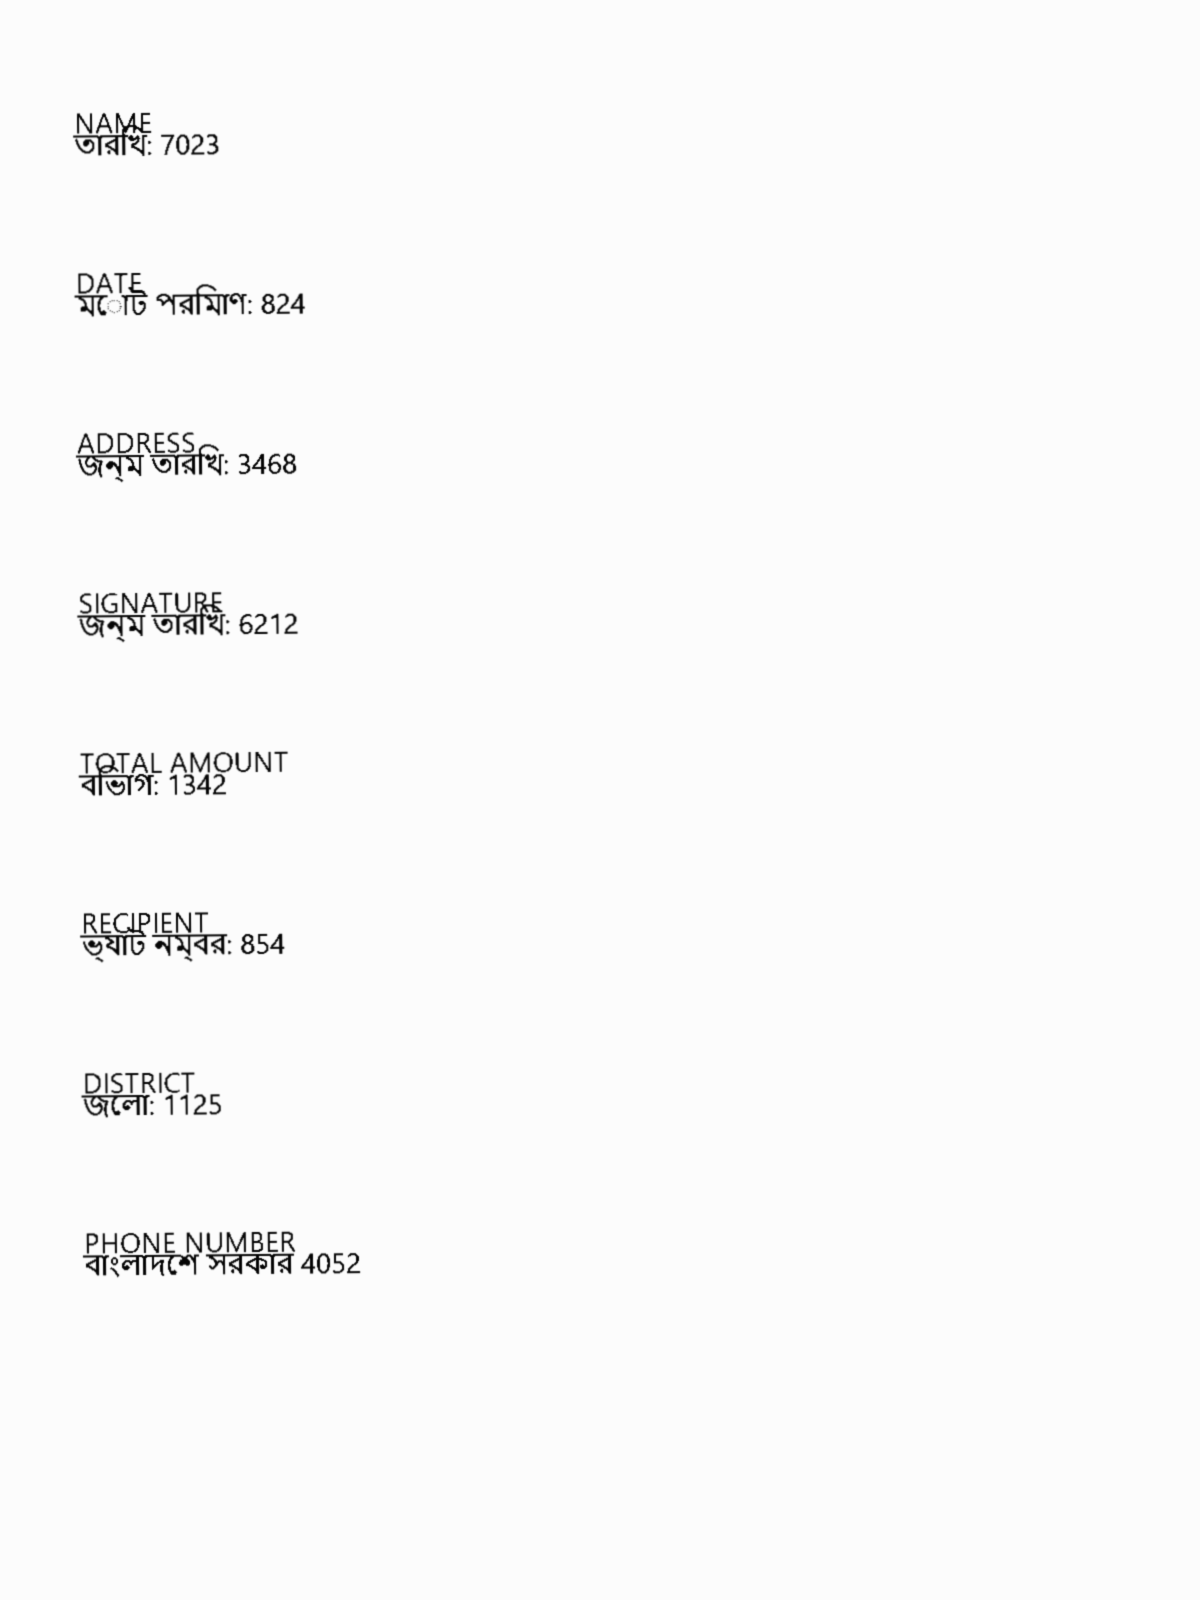 NAME
তারিখ: 7023
DATE
মোট পরিমাণ: 824
ADDRESS
জন্ম তারিখ: 3468
SIGNATURE
জন্ম তারিখ: 6212
TOTAL AMOUNT
বিভাগ: 1342
RECIPIENT
ভ্যাট নম্বর: 854
DISTRICT
জেলা: 1125
PHONE NUMBER
বাংলাদেশ সরকার 4052